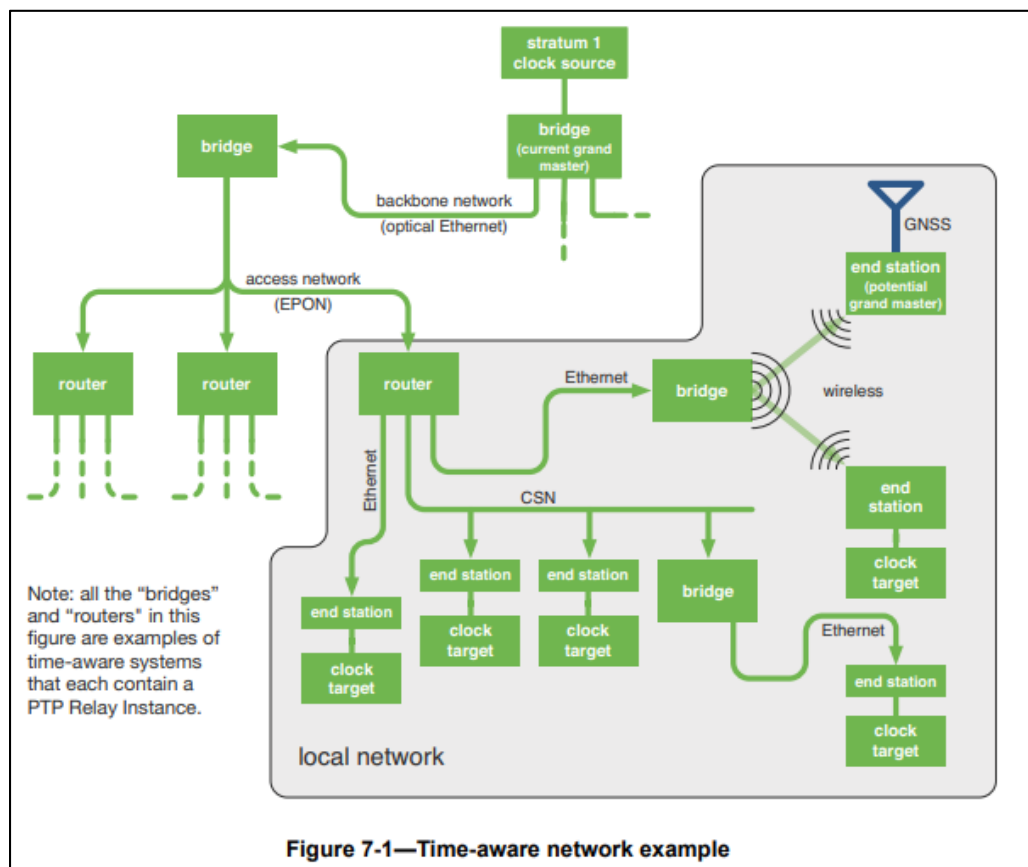 stratum 1
clock source
bridge
(current grand
master)
bridge
backbone network
(optical Ethernet)
GNSS
end station
(potential
grand master)
access network
(EPON)
router
router
router
Ethernet
bridge
wireless
Ethernet
CSN
end
station
clock
target
end station
clock
target
end station
clock
target
bridge
end station
clock
target
Ethernet
end station
clock
target
Note: all the “bridges”
and “routers" in this
figure are examples of
time-aware systems
that each contain a
PTP Relay Instance.
local network
Figure 7-1—Time-aware network example